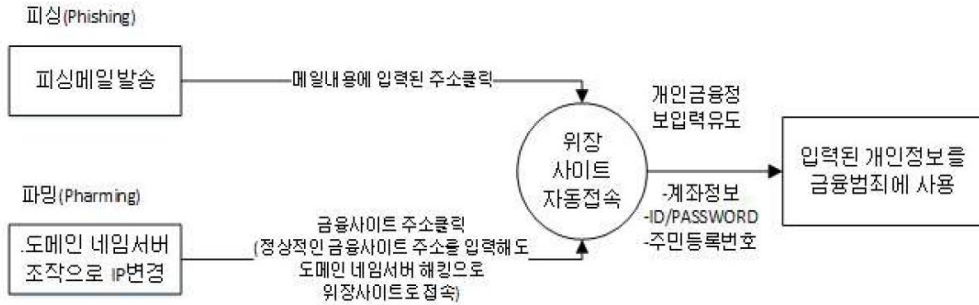 피싱(Phishing)
피싱메일발송
메일내용에 입력된 주소클릭
개인금융정
보입력유도
위장
사이트
자동접속
입력된 개인정보를
금융범죄에 사용
-계좌정보
-ID/PASSWORD
-주민등록번호
파밍(Pharming)
.도메인 네임서버
조작으로 IP변경
금융사이트 주소클릭
(정상적인 금융사이트 주소를 입력해도
도메인 네임서버 해킹으로
위장사이트로 접속)